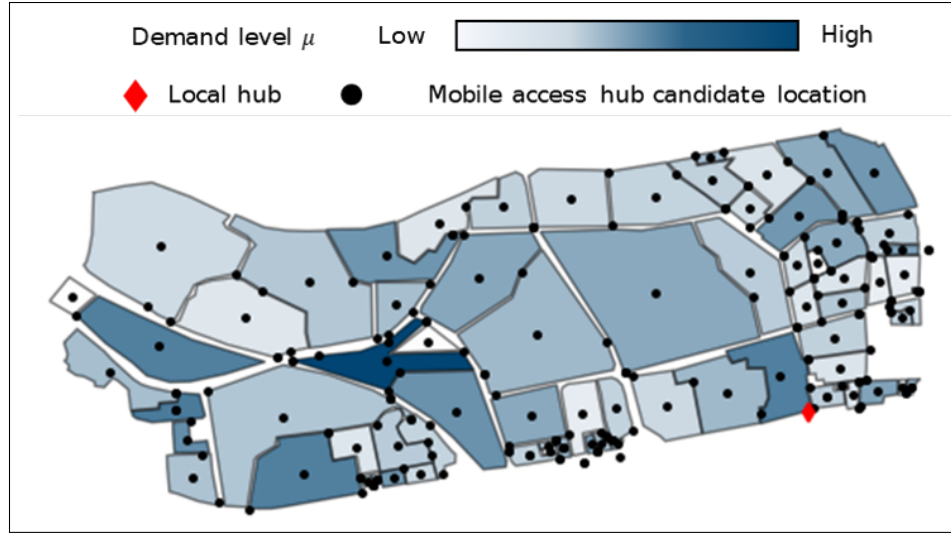 Demand level μ Low High
Local hub Mobile access hub candidate location